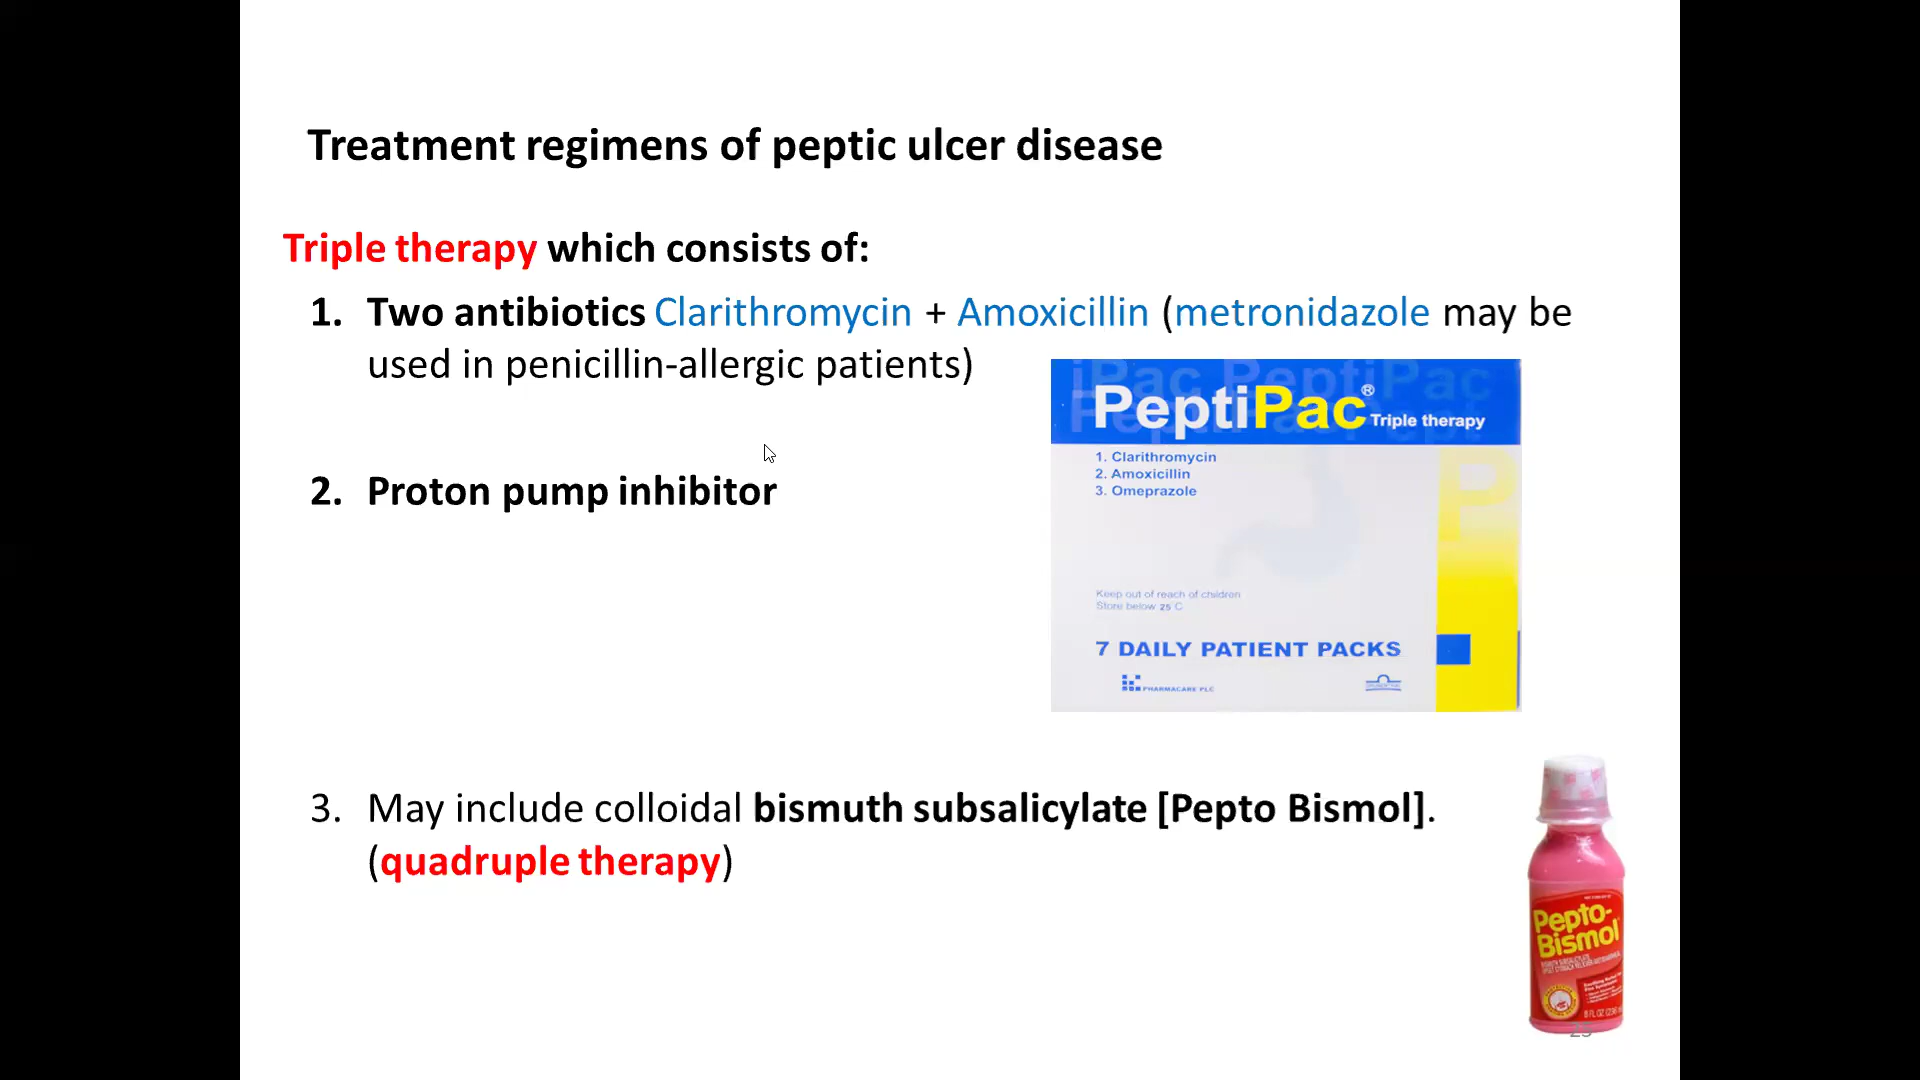 Treatment regimens of peptic ulcer disease
Triple therapy which consists of:
1. Two antibiotics Clarithromycin + Amoxicillin (metronidazole may be
used in penicillin-allergic patients)
PeptiPac® Triple therapy
1. Clarithromycin
2. Amoxicillin
3. Omeprazole
2. Proton pump inhibitor
Keep out of reach of children
Store below 25 C
7 DAILY PATIENT PACKS
PHARMACARE PLC
3. May include colloidal bismuth subsalicylate [Pepto Bismol].
(quadruple therapy)
Pepto-
Bismol
25